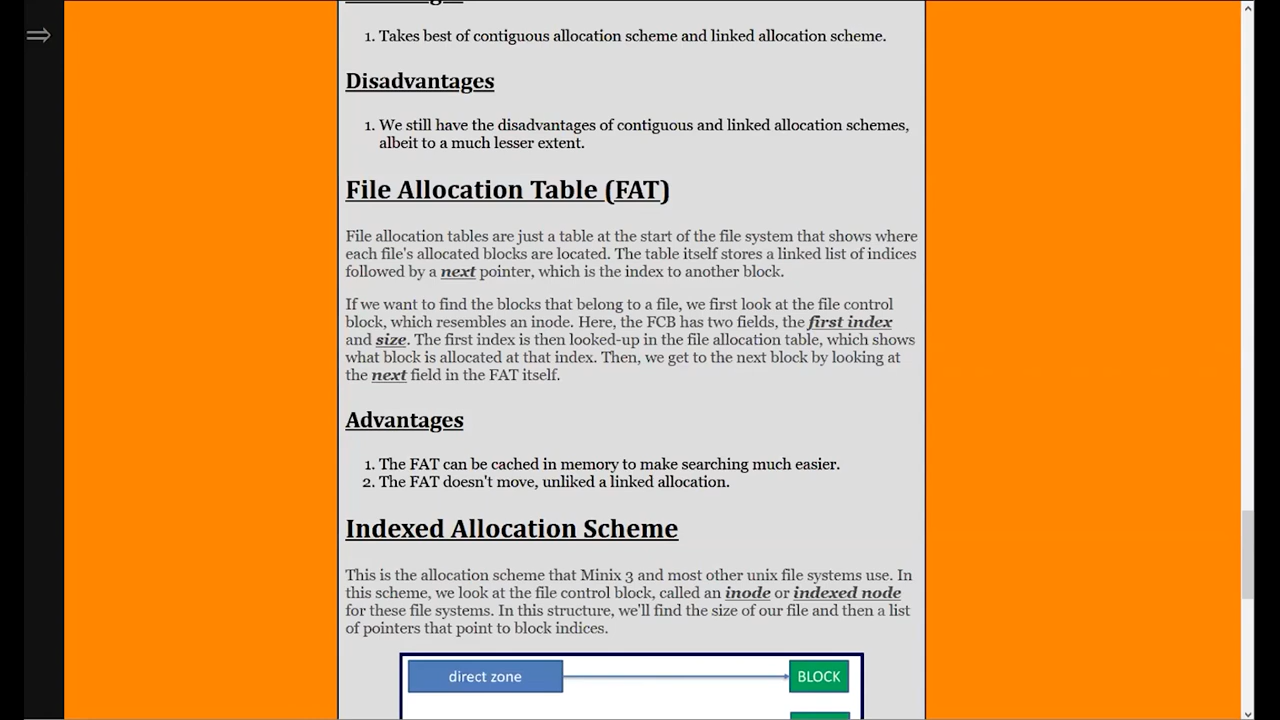 ⇒
1. Takes best of contiguous allocation scheme and linked allocation scheme.
Disadvantages
1. We still have the disadvantages of contiguous and linked allocation schemes,
albeit to a much lesser extent.
File Allocation Table (FAT)
File allocation tables are just a table at the start of the file system that shows where
each file's allocated blocks are located. The table itself stores a linked list of indices
followed by a next pointer, which is the index to another block.
If we want to find the blocks that belong to a file, we first look at the file control
block, which resembles an inode. Here, the FCB has two fields, the first index
and size. The first index is then looked-up in the file allocation table, which shows
what block is allocated at that index. Then, we get to the next block by looking at
the next field in the FAT itself.
Advantages
1. The FAT can be cached in memory to make searching much easier.
2. The FAT doesn't move, unliked a linked allocation.
Indexed Allocation Scheme
This is the allocation scheme that Minix 3 and most other unix file systems use. In
this scheme, we look at the file control block, called an inode or indexed node
for these file systems. In this structure, we'll find the size of our file and then a list
of pointers that point to block indices.
direct zone BLOCK